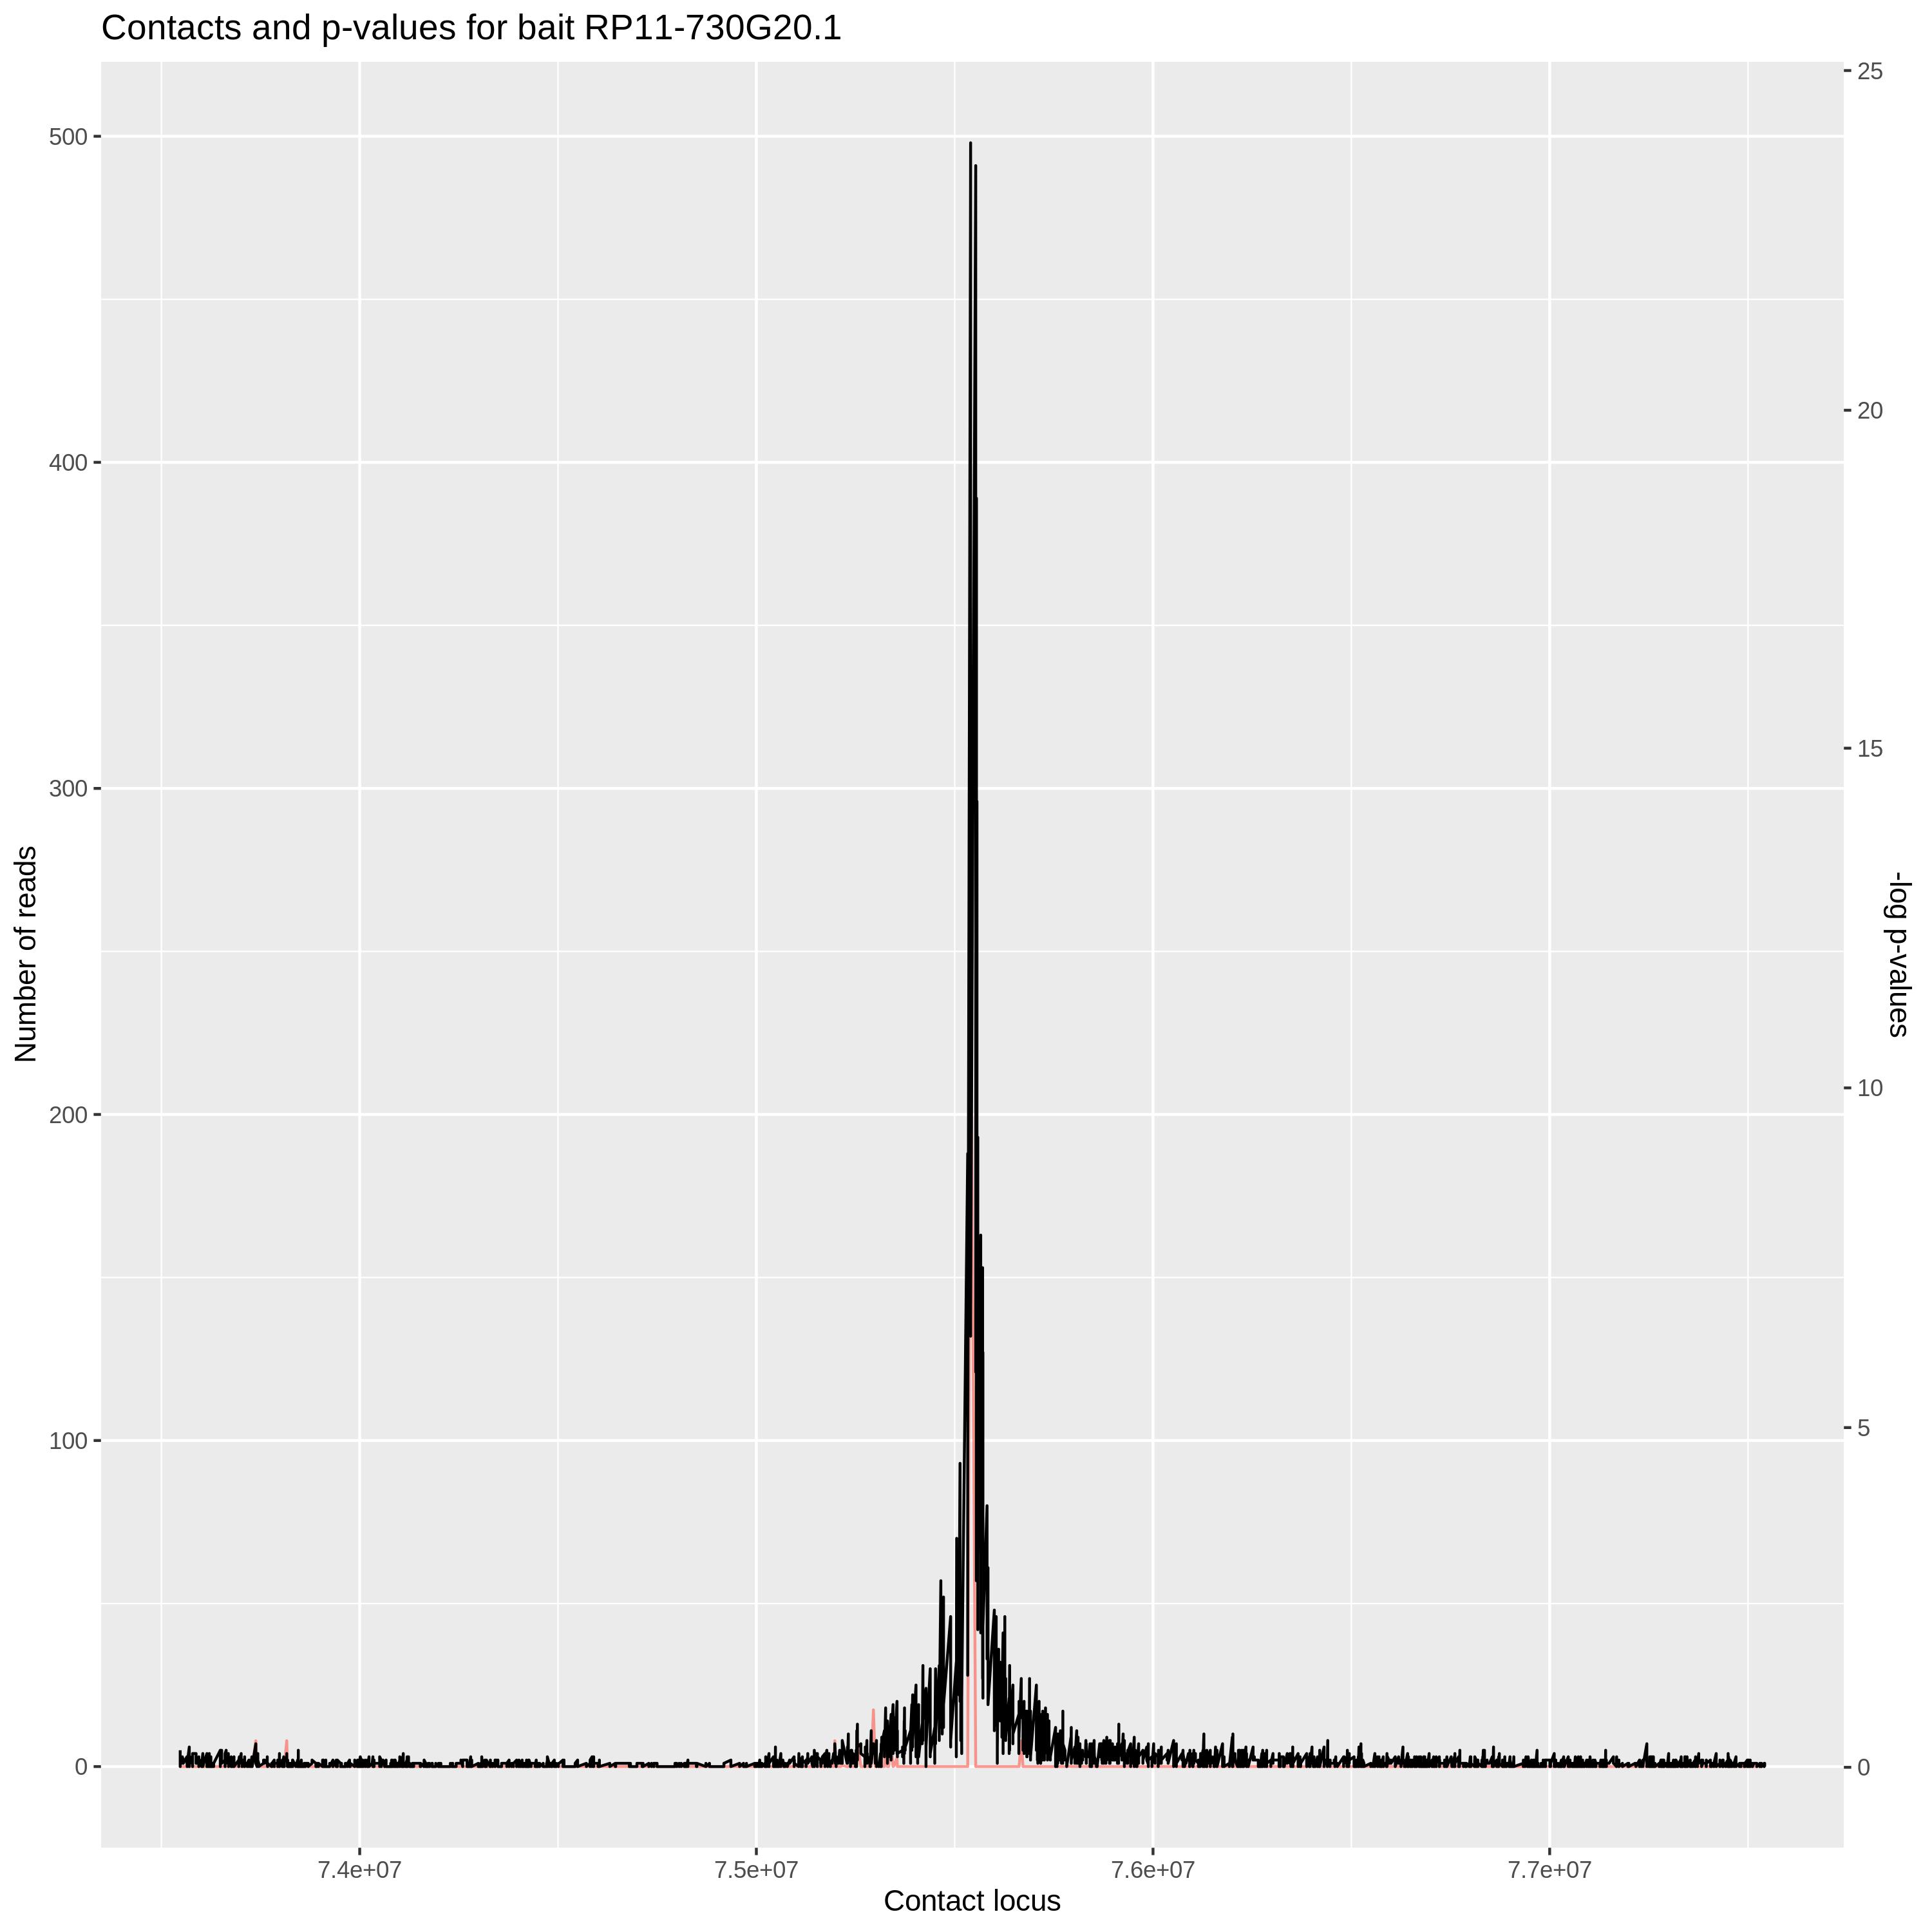 Contacts and p-values for bait RP11-730G20.1
500
400
300
200
100
0
Number of reads
25
20
15
10
5
0
-log p-values
7.4e+07
7.5e+07
7.6e+07
7.7e+07
Contact locus